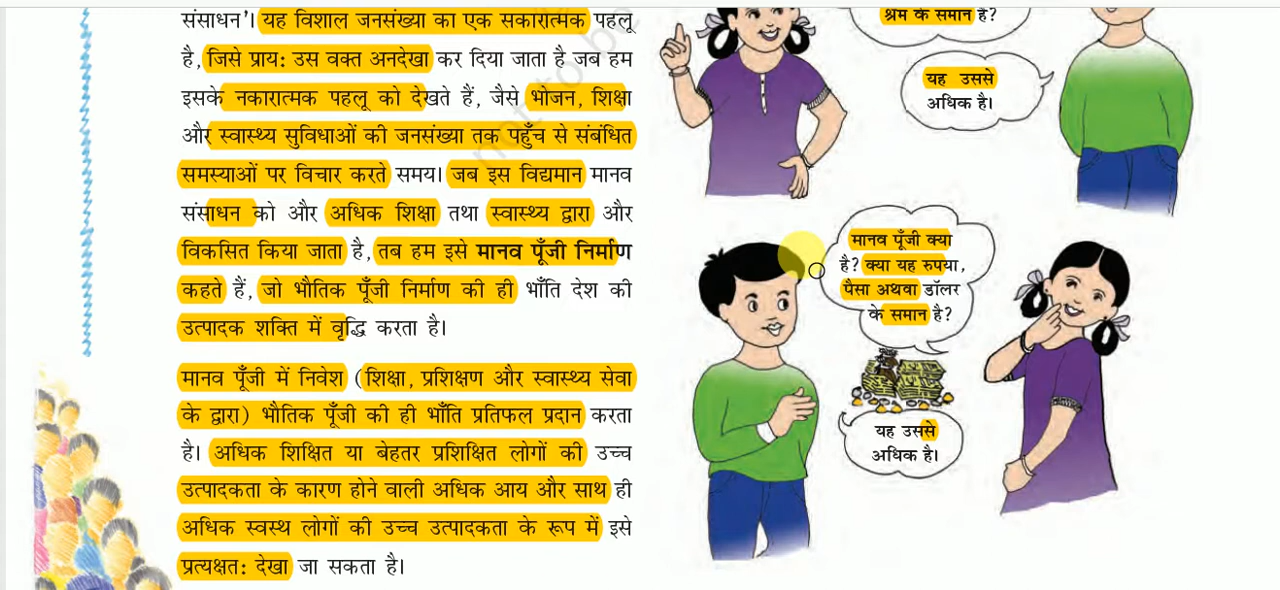 संसाधन’। यह विशाल जनसंख्या का एक सकारात्मक पहलू
है, जिसे प्राय: उस वक्त अनदेखा कर दिया जाता है जब हम
इसके नकारात्मक पहलू को देखते हैं, जैसे भोजन, शिक्षा
और स्वास्थ्य सुविधाओं की जनसंख्या तक पहुँच से संबंधित
समस्याओं पर विचार करते समय। जब इस विद्यमान मानव
संसाधन को और अधिक शिक्षा तथा स्वास्थ्य द्वारा और
विकसित किया जाता है, तब हम इसे मानव पूँजी निर्माण
कहते हैं, जो भौतिक पूँजी निर्माण की ही भाँति देश की
उत्पादक शक्ति में वृद्धि करता है।
मानव पूँजी में निवेश (शिक्षा, प्रशिक्षण और स्वास्थ्य सेवा
के द्वारा) भौतिक पूँजी की ही भाँति प्रतिफल प्रदान करता
है। अधिक शिक्षित या बेहतर प्रशिक्षित लोगों की उच्च
उत्पादकता के कारण होने वाली अधिक आय और साथ ही
अधिक स्वस्थ लोगों की उच्च उत्पादकता के रूप में इसे
प्रत्यक्षत: देखा जा सकता है।
श्रम के समान है?
यह उससे
अधिक है।
मानव पूँजी क्या
है? क्या यह रुपया,
पैसा अथवा डॉलर
के समान है?
यह उससे
अधिक है।
not to be